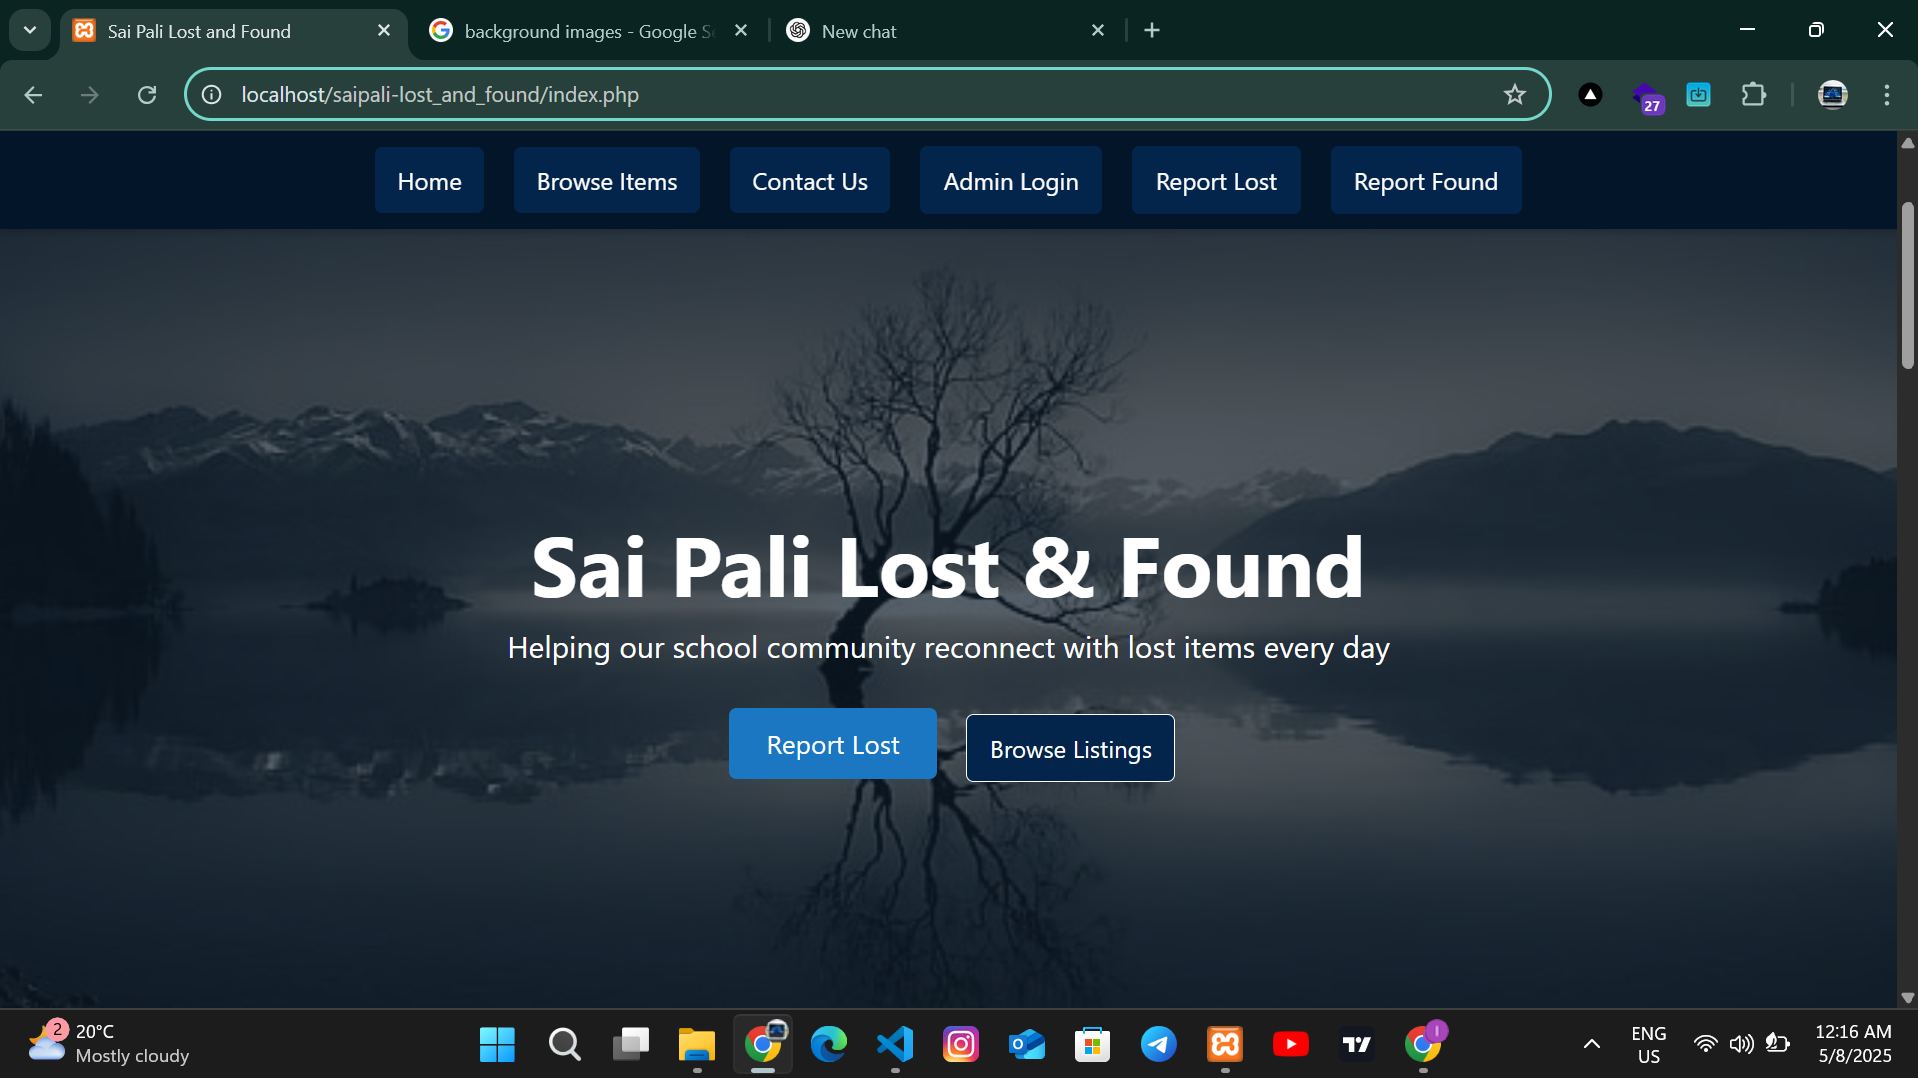 Sai Pali Lost and Found
background images - Google Se
New chat
localhost/saipali-lost_and_found/index.php
27
Home
Browse Items
Contact Us
Admin Login
Report Lost
Report Found
Sai Pali Lost & Found
Helping our school community reconnect with lost items every day
Report Lost
Browse Listings
2
20°C
Mostly cloudy
ENG
US
12:16 AM
5/8/2025